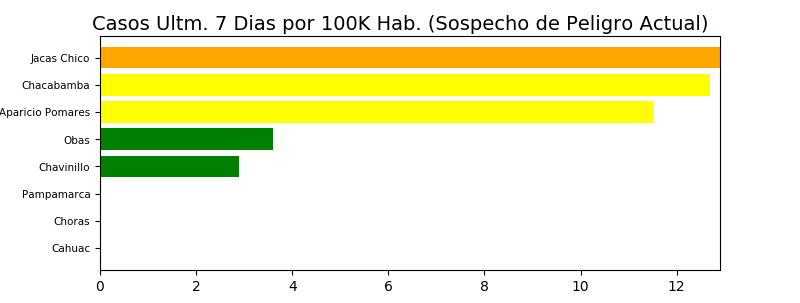 Casos Ultm. 7 Dias por 100K Hab. (Sospecho de Peligro Actual)
Jacas Chico
Chacabamba
Aparicio Pomares
Obas
Chavinillo
Pampamarca
Choras
Cahuac
0 2 4 6 8 10 12